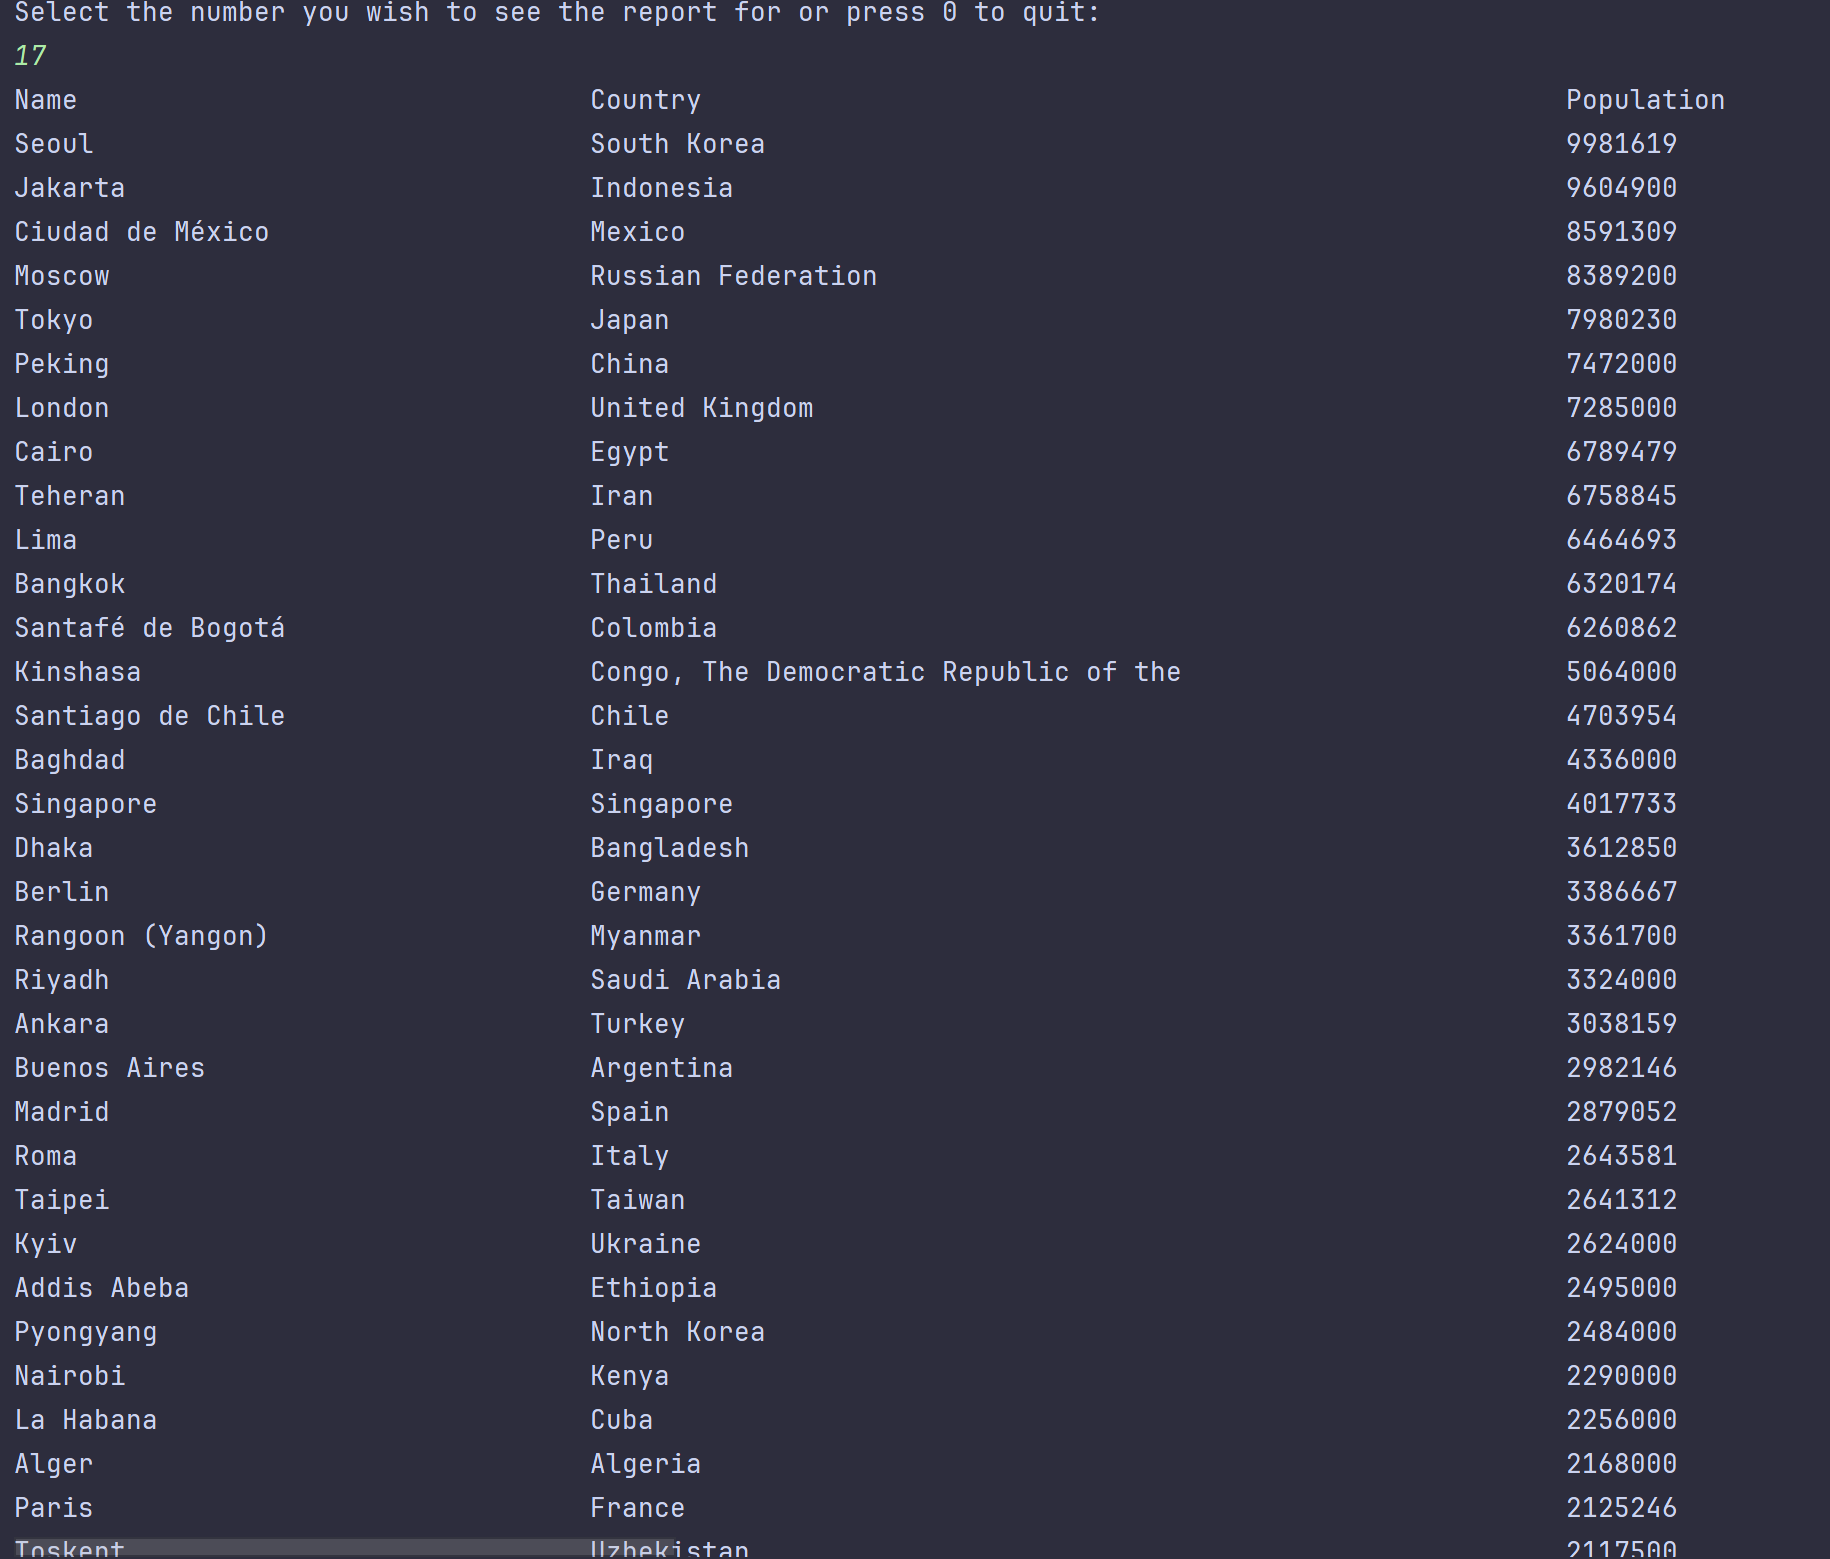 Select the number you wish to see the report for or press 0 to quit:
17
Name Country Population
Seoul South Korea 9981619
Jakarta Indonesia 9604900
Ciudad de México Mexico 8591309
Moscow Russian Federation 8389200
Tokyo Japan 7980230
Peking China 7472000
London United Kingdom 7285000
Cairo Egypt 6789479
Teheran Iran 6758845
Lima Peru 6464693
Bangkok Thailand 6320174
Santafé de Bogotá Colombia 6260862
Kinshasa Congo, The Democratic Republic of the 5064000
Santiago de Chile Chile 4703954
Baghdad Iraq 4336000
Singapore Singapore 4017733
Dhaka Bangladesh 3612850
Berlin Germany 3386667
Rangoon (Yangon) Myanmar 3361700
Riyadh Saudi Arabia 3324000
Ankara Turkey 3038159
Buenos Aires Argentina 2982146
Madrid Spain 2879052
Roma Italy 2643581
Taipei Taiwan 2641312
Kyiv Ukraine 2624000
Addis Abeba Ethiopia 2495000
Pyongyang North Korea 2484000
Nairobi Kenya 2290000
La Habana Cuba 2256000
Alger Algeria 2168000
Paris France 2125246
Toskent Uzbekistan 2117500